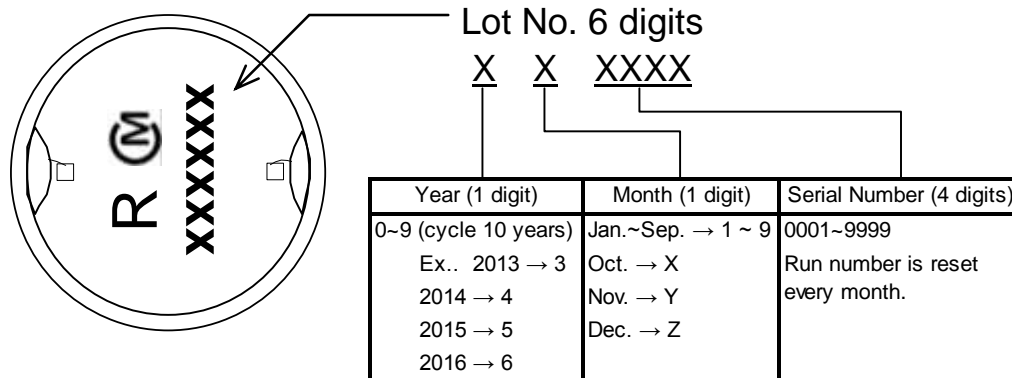 Lot No. 6 digits
X X XXXX
R M XXXXXX
Year (1 digit) Month (1 digit) Serial Number (4 digits)
0~9 (cycle 10 years) Jan.~Sep. → 1 ~ 9 0001~9999
Ex.. 2013 → 3 Oct. → X Run number is reset
2014 → 4 Nov. → Y every month.
2015 → 5 Dec. → Z
2016 → 6